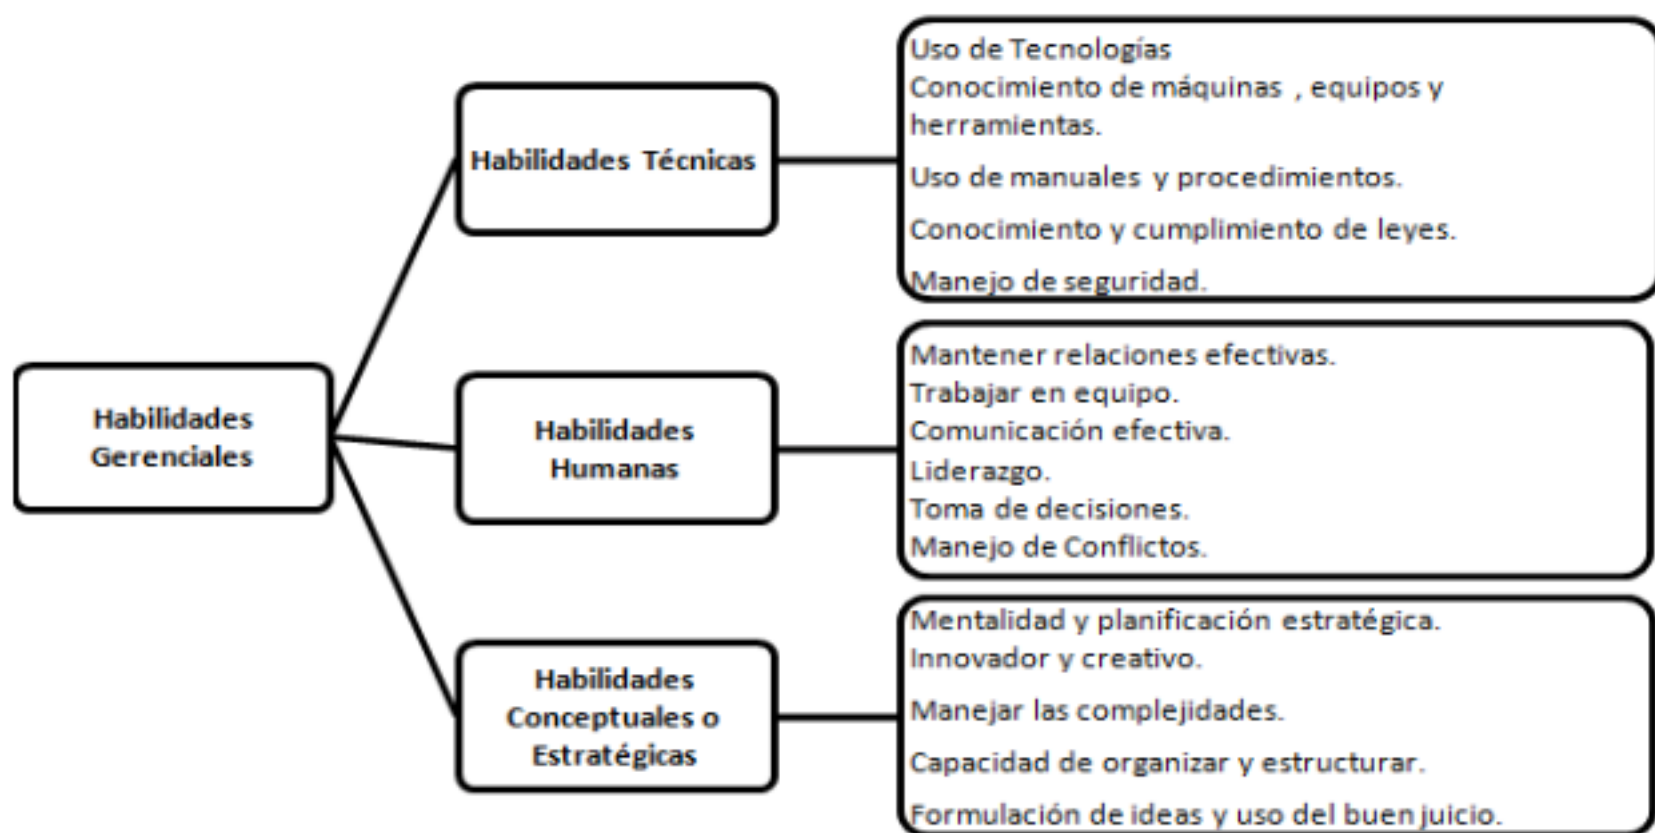 Habilidades
Gerenciales
Habilidades Técnicas
Uso de Tecnologías
Conocimiento de máquinas , equipos y
herramientas.
Uso de manuales y procedimientos.
Conocimiento y cumplimiento de leyes.
Manejo de seguridad.
Habilidades
Humanas
Mantener relaciones efectivas.
Trabajar en equipo.
Comunicación efectiva.
Liderazgo.
Toma de decisiones.
Manejo de Conflictos.
Habilidades
Conceptuales o
Estratégicas
Mentalidad y planificación estratégica.
Innovador y creativo.
Manejar las complejidades.
Capacidad de organizar y estructurar.
Formulación de ideas y uso del buen juicio.